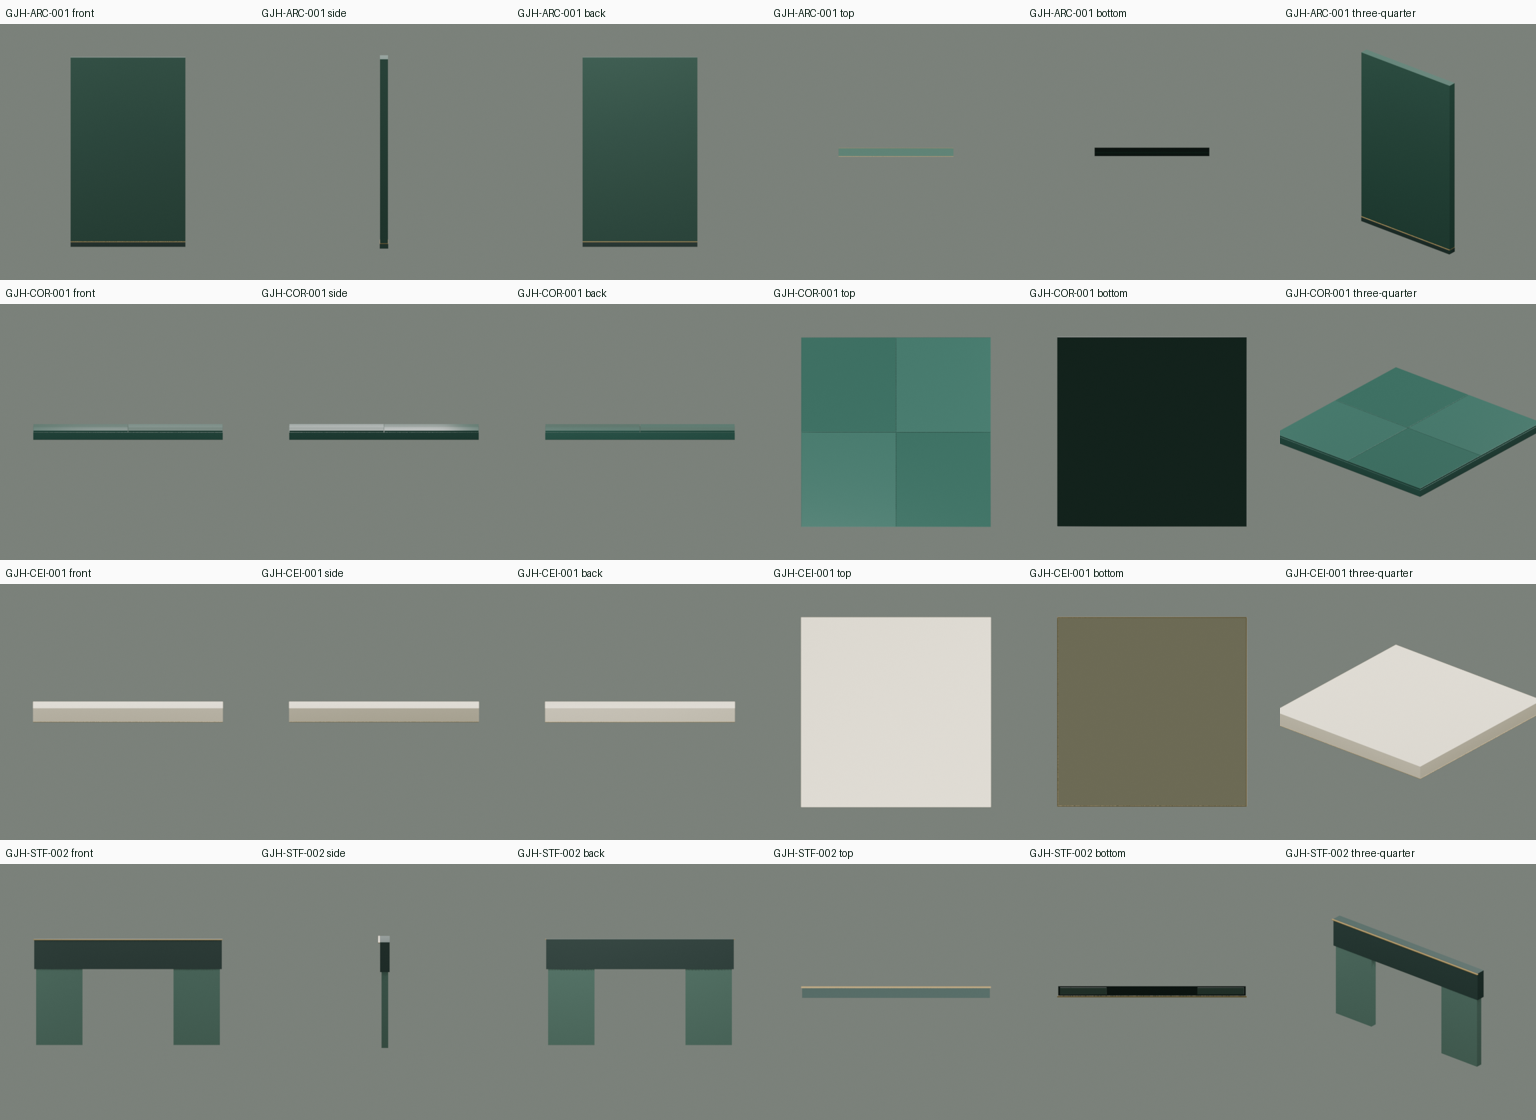 GJH-ARC-001 front
GJH-ARC-001 side
GJH-ARC-001 back
GJH-ARC-001 top
GJH-ARC-001 bottom
GJH-ARC-001 three-quarter
GJH-COR-001 front
GJH-COR-001 side
GJH-COR-001 back
GJH-COR-001 top
GJH-COR-001 bottom
GJH-COR-001 three-quarter
GJH-CEI-001 front
GJH-CEI-001 side
GJH-CEI-001 back
GJH-CEI-001 top
GJH-CEI-001 bottom
GJH-CEI-001 three-quarter
GJH-STF-002 front
GJH-STF-002 side
GJH-STF-002 back
GJH-STF-002 top
GJH-STF-002 bottom
GJH-STF-002 three-quarter